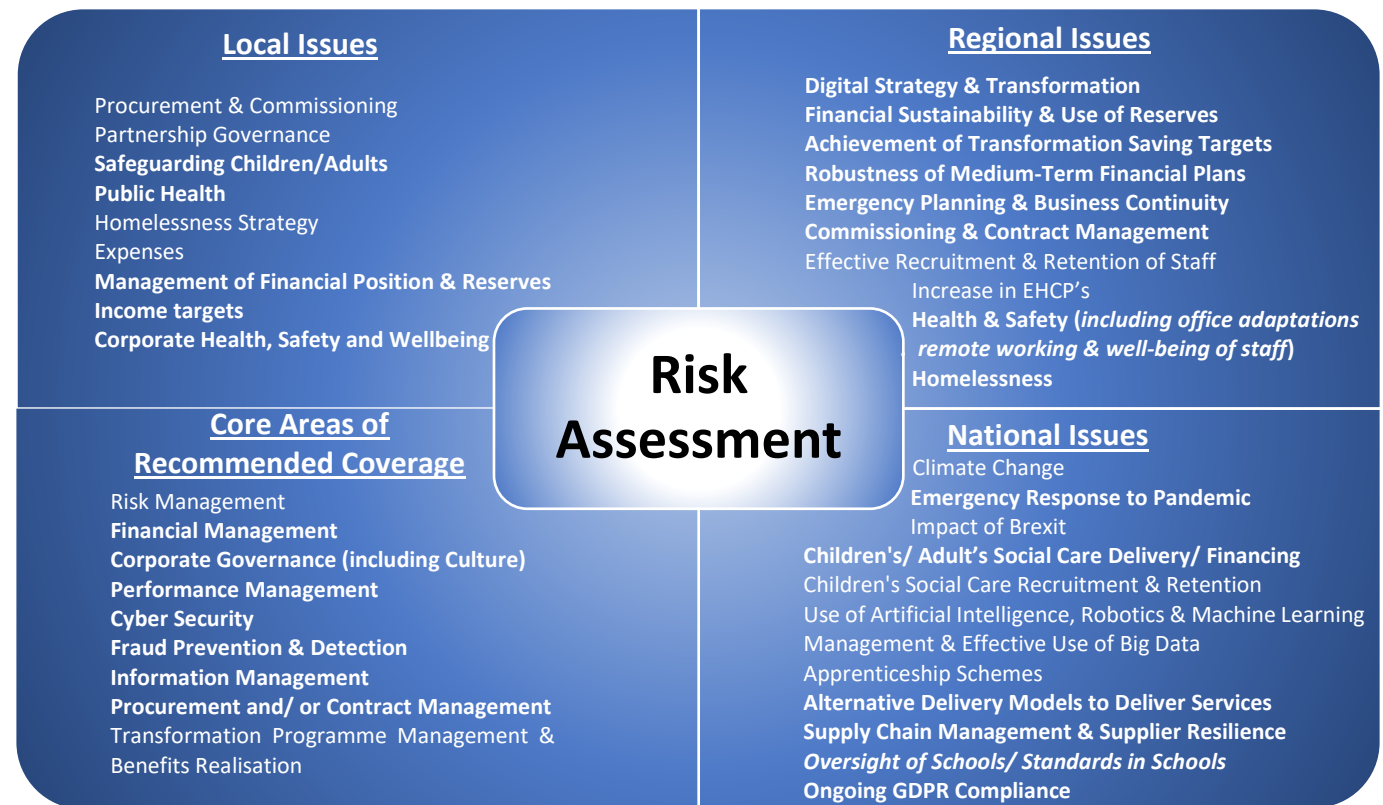 Local Issues
Procurement & Commissioning
Partnership Governance
Safeguarding Children/Adults
Public Health
Homelessness Strategy
Expenses
Management of Financial Position & Reserves
Income targets
Corporate Health, Safety and Wellbeing
Regional Issues
Digital Strategy & Transformation
Financial Sustainability & Use of Reserves
Achievement of Transformation Saving Targets
Robustness of Medium-Term Financial Plans
Emergency Planning & Business Continuity
Commissioning & Contract Management
Effective Recruitment & Retention of Staff
Increase in EHCP’s
Health & Safety (including office adaptations
remote working & well-being of staff)
Homelessness
Risk
Assessment
Core Areas of
Recommended Coverage
Risk Management
Financial Management
Corporate Governance (including Culture)
Performance Management
Cyber Security
Fraud Prevention & Detection
Information Management
Procurement and/ or Contract Management
Transformation Programme Management &
Benefits Realisation
National Issues
Climate Change
Emergency Response to Pandemic
Impact of Brexit
Children's/ Adult’s Social Care Delivery/ Financing
Children's Social Care Recruitment & Retention
Use of Artificial Intelligence, Robotics & Machine Learning
Management & Effective Use of Big Data
Apprenticeship Schemes
Alternative Delivery Models to Deliver Services
Supply Chain Management & Supplier Resilience
Oversight of Schools/ Standards in Schools
Ongoing GDPR Compliance